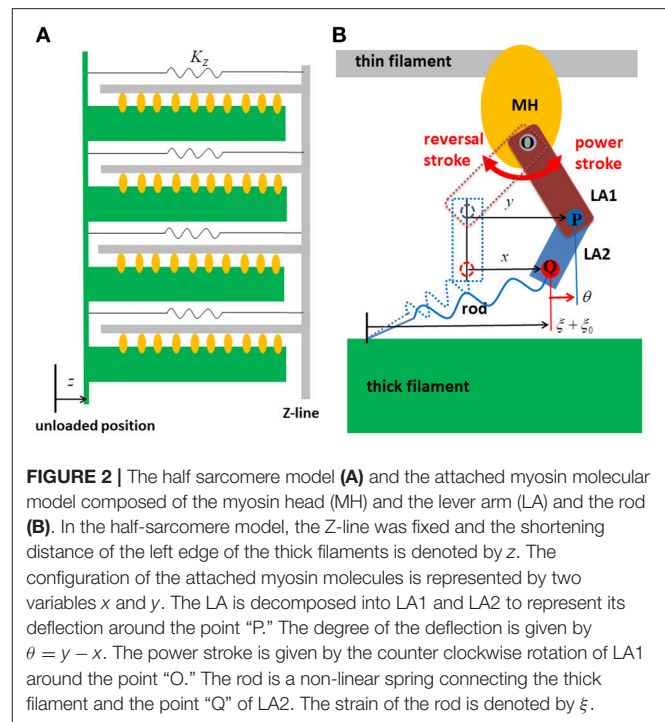 A
K_Z
z
unloaded position
Z-line
B
thin filament
MH
O
reversal stroke
power stroke
LA1
y
P
LA2
x
Q
θ
rod
ξ + ξ₀
thick filament
FIGURE 2 | The half sarcomere model (A) and the attached myosin molecular
model composed of the myosin head (MH) and the lever arm (LA) and the rod
(B). In the half-sarcomere model, the Z-line was fixed and the shortening
distance of the left edge of the thick filaments is denoted by z. The
configuration of the attached myosin molecules is represented by two
variables x and y. The LA is decomposed into LA1 and LA2 to represent its
deflection around the point “P.” The degree of the deflection is given by
θ = y − x. The power stroke is given by the counter clockwise rotation of LA1
around the point “O.” The rod is a non-linear spring connecting the thick
filament and the point “Q” of LA2. The strain of the rod is denoted by ξ.